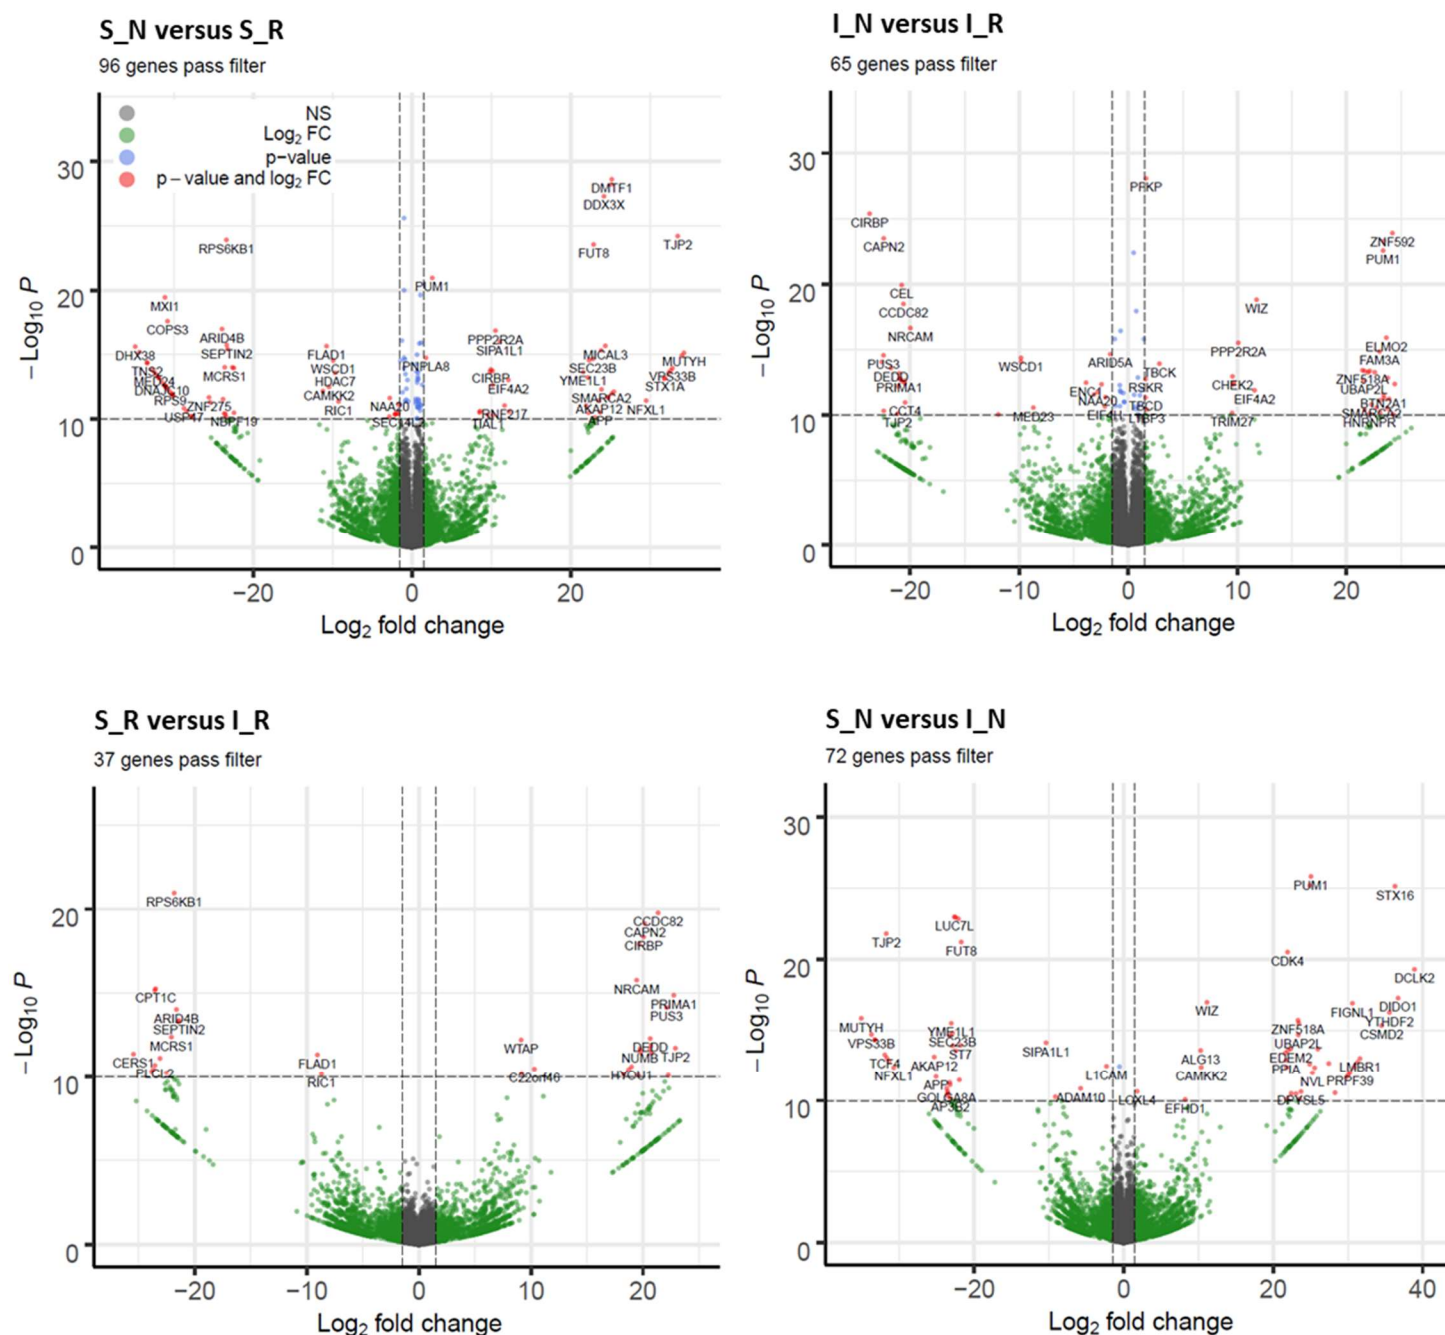 S_N versus S_R
96 genes pass filter
NS
Log2 FC
p−value
p − value and log2 FC
30
20
10
0
−Log10 P
DMTF1
DDX3X
RPS6KB1
TJP2
FUT8
PUM1
MXI1
COPS3
ARID4B
PPP2R2A
SIPA1L1
DHX38
SEPTIN2
FLAD1
MICAL3
MUTYH
TNS2
WSCD1
PNPLA8
SEC23B
MED24
MCRS1
HDAC7
CIRBP
YME1L1
VPS33B
STX1A
CAMKK2
EIF4A2
RPS9
SMARCA2
ZNF275
RIC1
NAA20
RNF217
AKAP12
NFXL1
USP47
NBPF19
TIAL1
APP
−20
0
20
Log2 fold change
I_N versus I_R
65 genes pass filter
30
20
10
0
−Log10 P
PFKP
CIRBP
CAPN2
ZNF592
PUM1
CEL
CCDC82
WIZ
NRCAM
PPP2R2A
ELMO2
PUS3
WSCD1
ARID5A
FAM3A
TBCK
DEDD
ZNF518A
PRIMA1
RSKR
CHEK2
UBAP2L
NAA20
EIF4A2
BTN2A1
CCT4
MED23
EIF4H
TBCD
SMARCA2
TJP2
LTBP3
TRIM27
HNRNPR
−20
−10
0
10
20
Log2 fold change
S_R versus I_R
37 genes pass filter
20
10
0
−Log10 P
RPS6KB1
CCDC82
CAPN2
CIRBP
CPT1C
NRCAM
PRIMA1
ARID4B
PUS3
SEPTIN2
MCRS1
WTAP
DEDD
CERS1
FLAD1
NUMB
TJP2
PLCL2
RIC1
C22orf46
HYOU1
−20
−10
0
10
20
Log2 fold change
S_N versus I_N
72 genes pass filter
30
20
10
0
−Log10 P
PUM1
STX16
LUC7L
TJP2
FUT8
CDK4
DCLK2
WIZ
DIDO1
FIGNL1
MUTYH
YME1L1
ZNF518A
YTHDF2
VPS33B
SEC23B
SIPA1L1
UBAP2L
CSMD2
ST7
ALG13
EDEM2
TCF4
AKAP12
PPIA
LMBR1
NFXL1
L1CAM
CAMKK2
APP
NVL
PRPF39
GOLGA8A
ADAM10
LOXL4
DPYSL5
AP3B2
EFHD1
−20
0
20
40
Log2 fold change